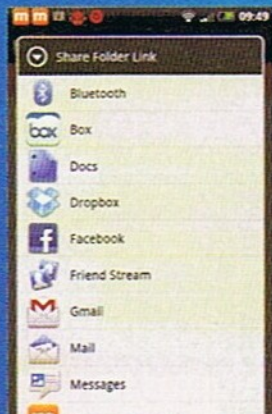 09:49
Share Folder Link
Bluetooth
box Box
Docs
Dropbox
f Facebook
Friend Stream
Gmail
Mail
Messages